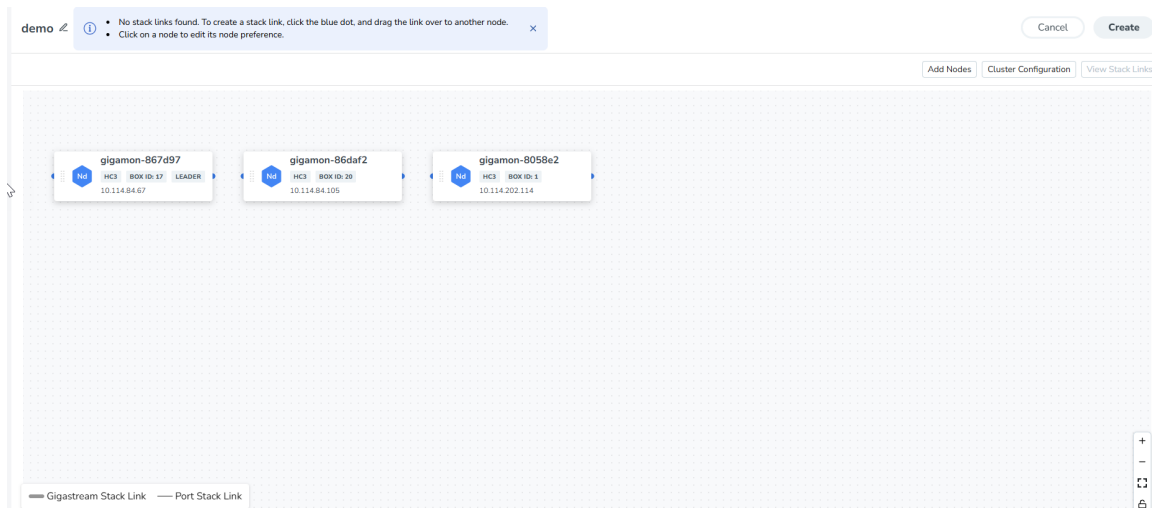 demo
No stack links found. To create a stack link, click the blue dot, and drag the link over to another node.
Click on a node to edit its node preference.
Cancel
Create
Add Nodes
Cluster Configuration
View Stack Links
gigamon-867d97
Nd
HC3 BOX ID: 17 LEADER
10.114.84.67
gigamon-86daf2
Nd
HC3 BOX ID: 20
10.114.84.105
gigamon-8058e2
Nd
HC3 BOX ID: 1
10.114.202.114
Gigastream Stack Link
Port Stack Link